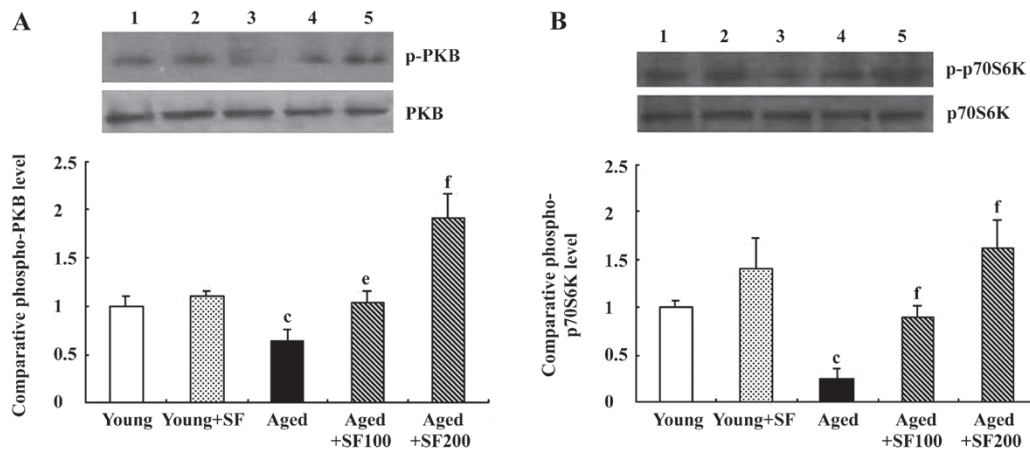 A
1 2 3 4 5
p-PKB
PKB
Comparative phospho-PKB level
2.5
2
1.5
1
0.5
0
c
e
f
Young Young+SF Aged Aged +SF100 Aged +SF200
B
1 2 3 4 5
p-p70S6K
p70S6K
Comparative phospho-
p70S6K level
2.5
2
1.5
1
0.5
0
c
f
f
Young Young+SF Aged Aged +SF100 Aged +SF200